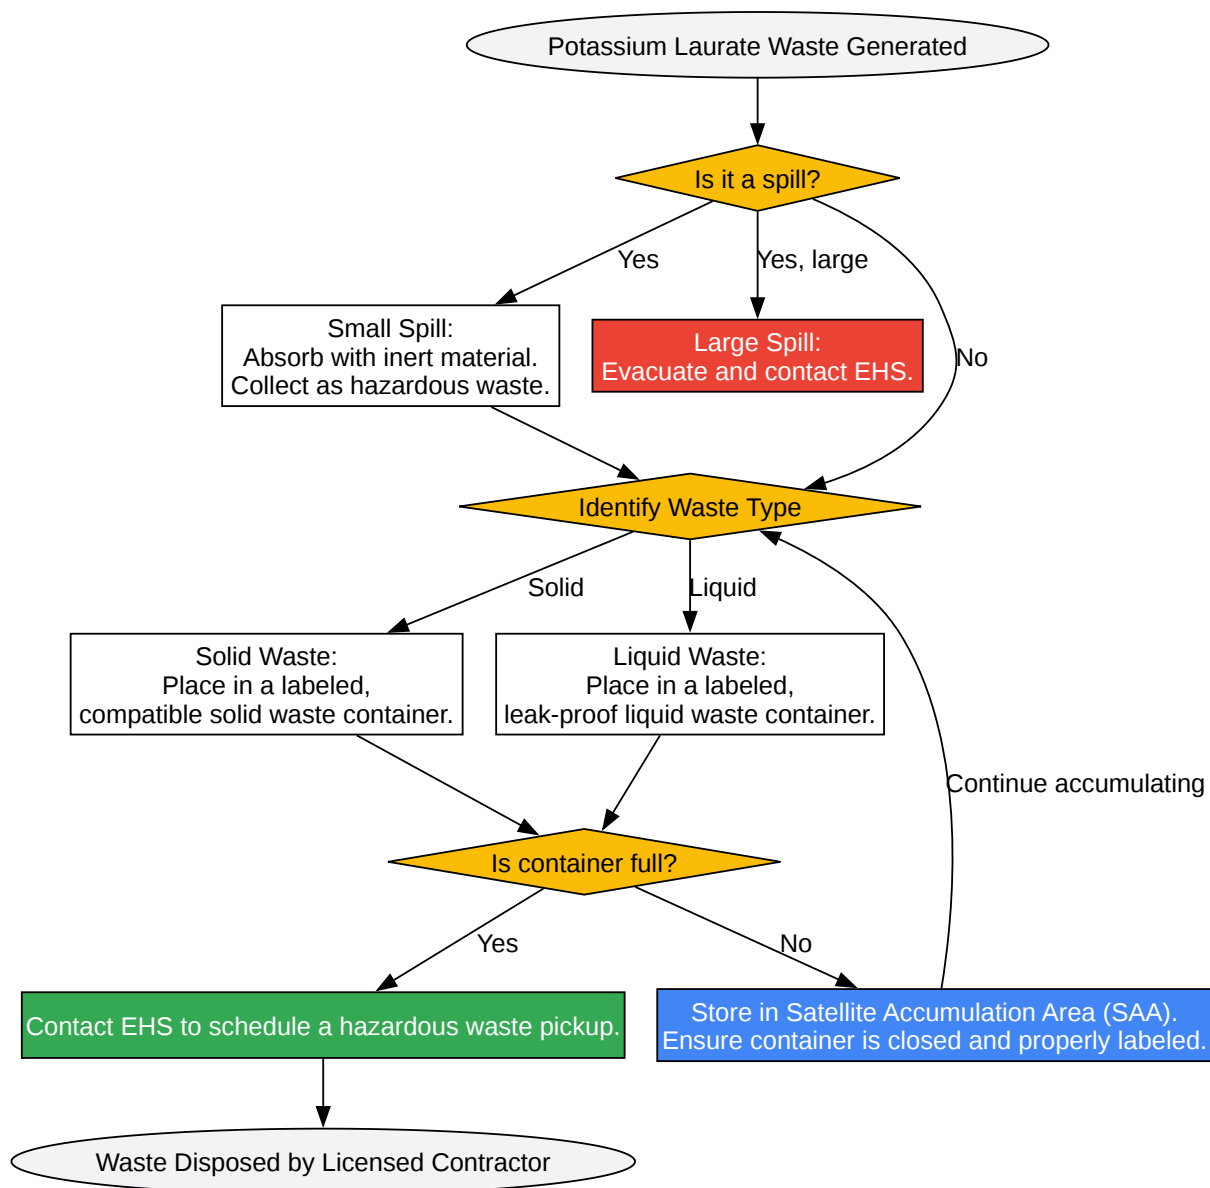 Potassium Laurate Waste Generated
Is it a spill?
Yes
Yes, large
No
Small Spill:
Absorb with inert material.
Collect as hazardous waste.
Large Spill:
Evacuate and contact EHS.
Identify Waste Type
Solid
Liquid
Solid Waste:
Place in a labeled,
compatible solid waste container.
Liquid Waste:
Place in a labeled,
leak-proof liquid waste container.
Continue accumulating
Is container full?
Yes
No
Contact EHS to schedule a hazardous waste pickup.
Store in Satellite Accumulation Area (SAA).
Ensure container is closed and properly labeled.
Waste Disposed by Licensed Contractor